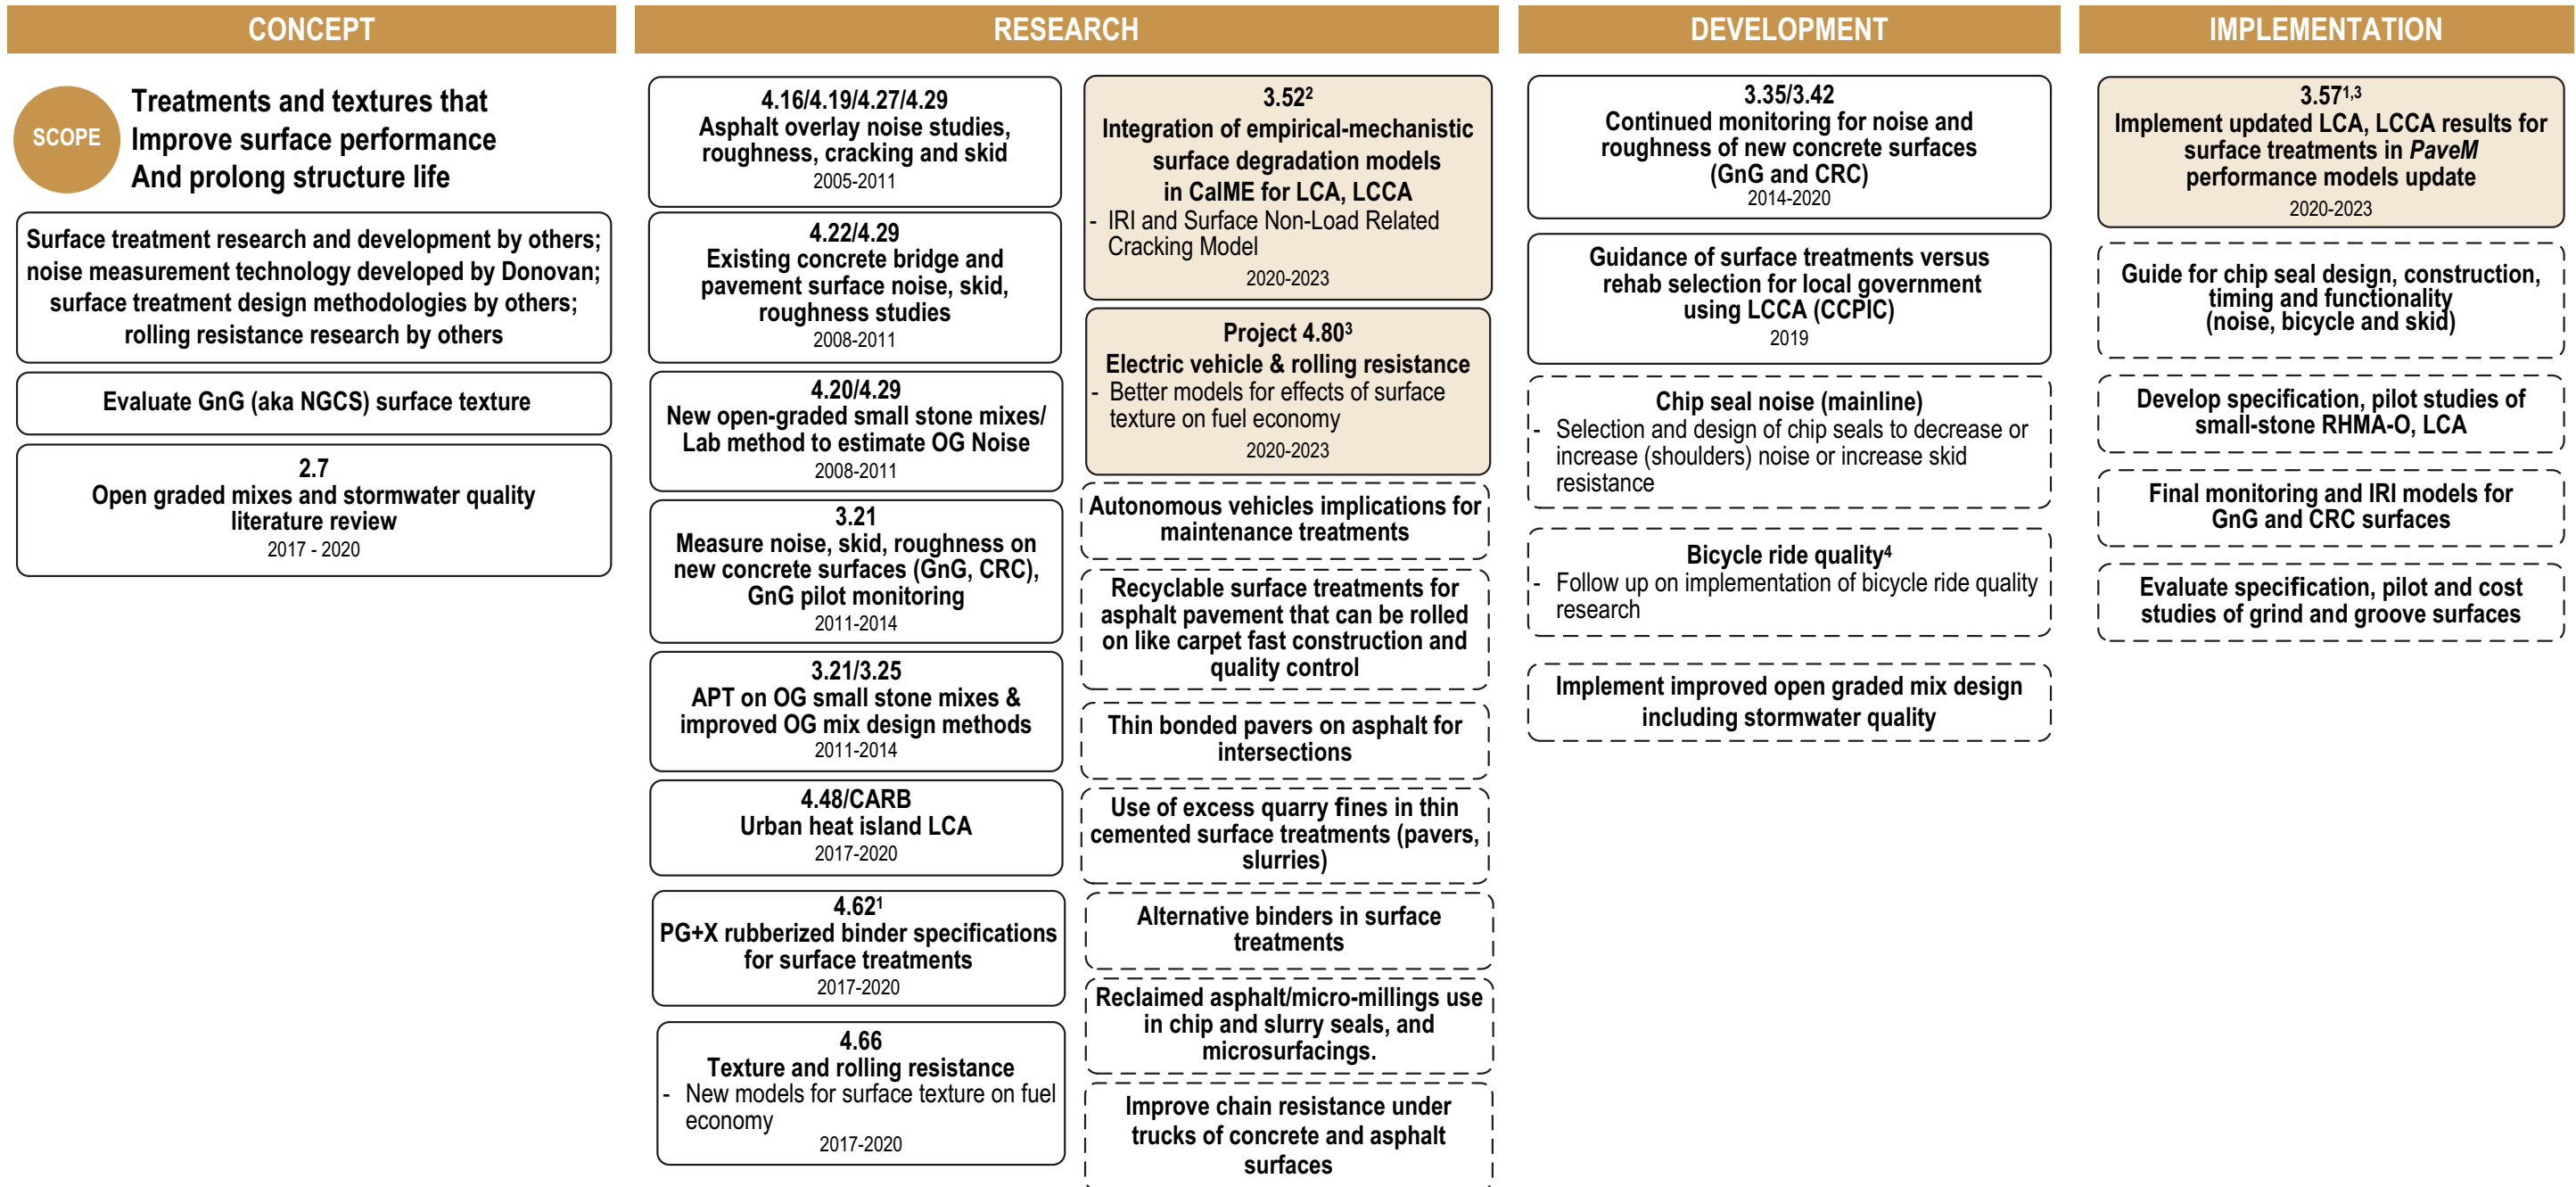 CONCEPT
SCOPE
Treatments and textures that
Improve surface performance
And prolong structure life
Surface treatment research and development by others;
noise measurement technology developed by Donovan;
surface treatment design methodologies by others;
rolling resistance research by others
Evaluate GnG (aka NGCS) surface texture
2.7
Open graded mixes and stormwater quality
literature review
2017 - 2020
RESEARCH
4.16/4.19/4.27/4.29
Asphalt overlay noise studies,
roughness, cracking and skid
2005-2011
4.22/4.29
Existing concrete bridge and
pavement surface noise, skid,
roughness studies
2008-2011
4.20/4.29
New open-graded small stone mixes/
Lab method to estimate OG Noise
2008-2011
3.21
Measure noise, skid, roughness on
new concrete surfaces (GnG, CRC),
GnG pilot monitoring
2011-2014
3.21/3.25
APT on OG small stone mixes &
improved OG mix design methods
2011-2014
4.48/CARB
Urban heat island LCA
2017-2020
4.62¹
PG+X rubberized binder specifications
for surface treatments
2017-2020
4.66
Texture and rolling resistance
- New models for surface texture on fuel
economy
2017-2020
3.52²
Integration of empirical-mechanistic
surface degradation models
in CalME for LCA, LCCA
- IRI and Surface Non-Load Related
Cracking Model
2020-2023
Project 4.80³
Electric vehicle & rolling resistance
- Better models for effects of surface
texture on fuel economy
2020-2023
Autonomous vehicles implications for
maintenance treatments
Recyclable surface treatments for
asphalt pavement that can be rolled
on like carpet fast construction and
quality control
Thin bonded pavers on asphalt for
intersections
Use of excess quarry fines in thin
cemented surface treatments (pavers,
slurries)
Alternative binders in surface
treatments
Reclaimed asphalt/micro-millings use
in chip and slurry seals, and
microsurfacings.
Improve chain resistance under
trucks of concrete and asphalt
surfaces
DEVELOPMENT
3.35/3.42
Continued monitoring for noise and
roughness of new concrete surfaces
(GnG and CRC)
2014-2020
Guidance of surface treatments versus
rehab selection for local government
using LCCA (CCPIC)
2019
Chip seal noise (mainline)
- Selection and design of chip seals to decrease or
increase (shoulders) noise or increase skid
resistance
Bicycle ride quality⁴
- Follow up on implementation of bicycle ride quality
research
Implement improved open graded mix design
including stormwater quality
IMPLEMENTATION
3.57¹,³
Implement updated LCA, LCCA results for
surface treatments in PaveM
performance models update
2020-2023
Guide for chip seal design, construction,
timing and functionality
(noise, bicycle and skid)
Develop specification, pilot studies of
small-stone RHMA-O, LCA
Final monitoring and IRI models for
GnG and CRC surfaces
Evaluate specification, pilot and cost
studies of grind and groove surfaces